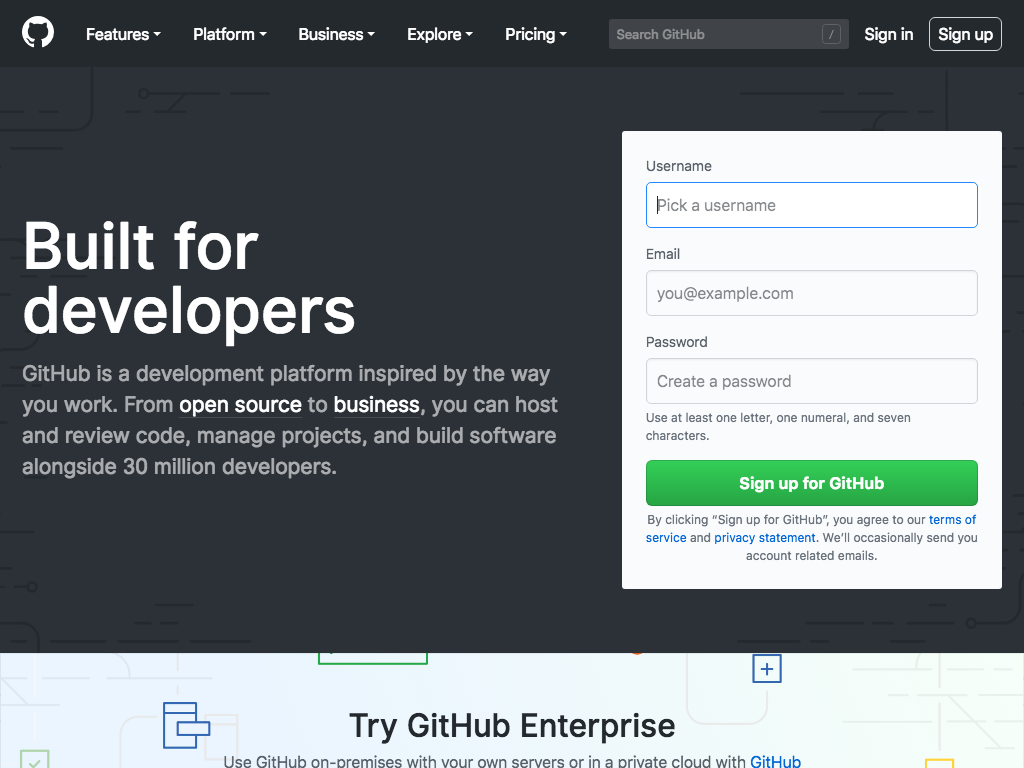 Features Platform Business Explore Pricing Search GitHub / Sign in Sign up
Built for
developers
GitHub is a development platform inspired by the way
you work. From open source to business, you can host
and review code, manage projects, and build software
alongside 30 million developers.
Username
Pick a username
Email
you@example.com
Password
Create a password
Use at least one letter, one numeral, and seven
characters.
Sign up for GitHub
By clicking “Sign up for GitHub”, you agree to our terms of
service and privacy statement. We’ll occasionally send you
account related emails.
Try GitHub Enterprise
Use GitHub on-premises with your own servers or in a private cloud with GitHub